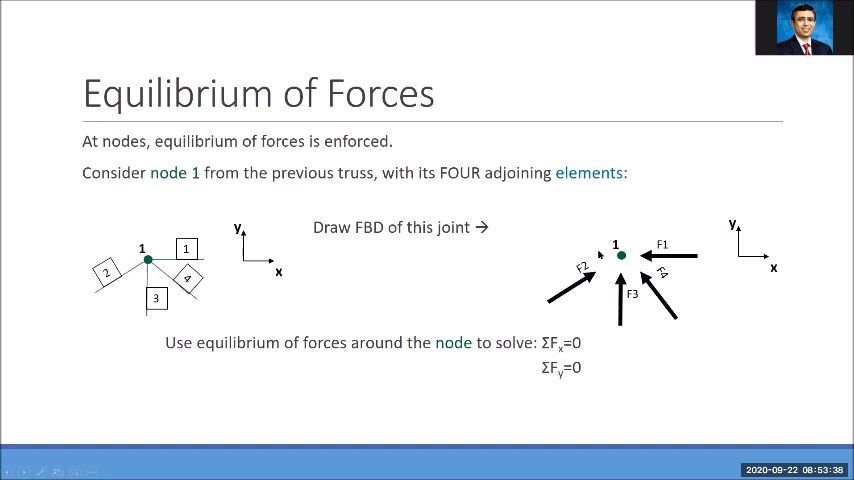 Equilibrium of Forces
At nodes, equilibrium of forces is enforced.
Consider node 1 from the previous truss, with its FOUR adjoining elements:
Draw FBD of this joint →
1
1
2
3
4
y
x
1
F1
F2
F3
F4
y
x
Use equilibrium of forces around the node to solve: ΣFx=0
ΣFy=0
2020-09-22 08:53:38